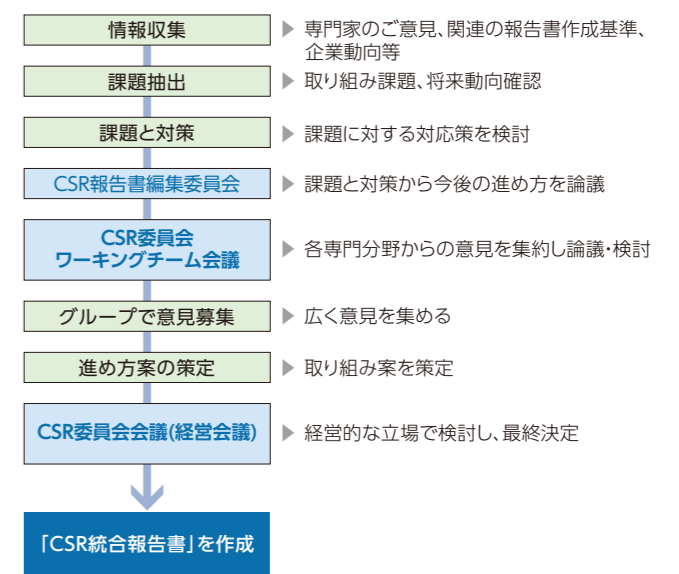 情報収集
▶ 専門家のご意見、関連の報告書作成基準、
企業動向等
課題抽出
▶ 取り組み課題、将来動向確認
課題と対策
▶ 課題に対する対応策を検討
CSR報告書編集委員会
▶ 課題と対策から今後の進め方を論議
CSR委員会
ワーキングチーム会議
▶ 各専門分野からの意見を集約し論議・検討
グループで意見募集
▶ 広く意見を集める
進め方案の策定
▶ 取り組み案を策定
CSR委員会会議(経営会議)
▶ 経営的な立場で検討し、最終決定
「CSR統合報告書」を作成